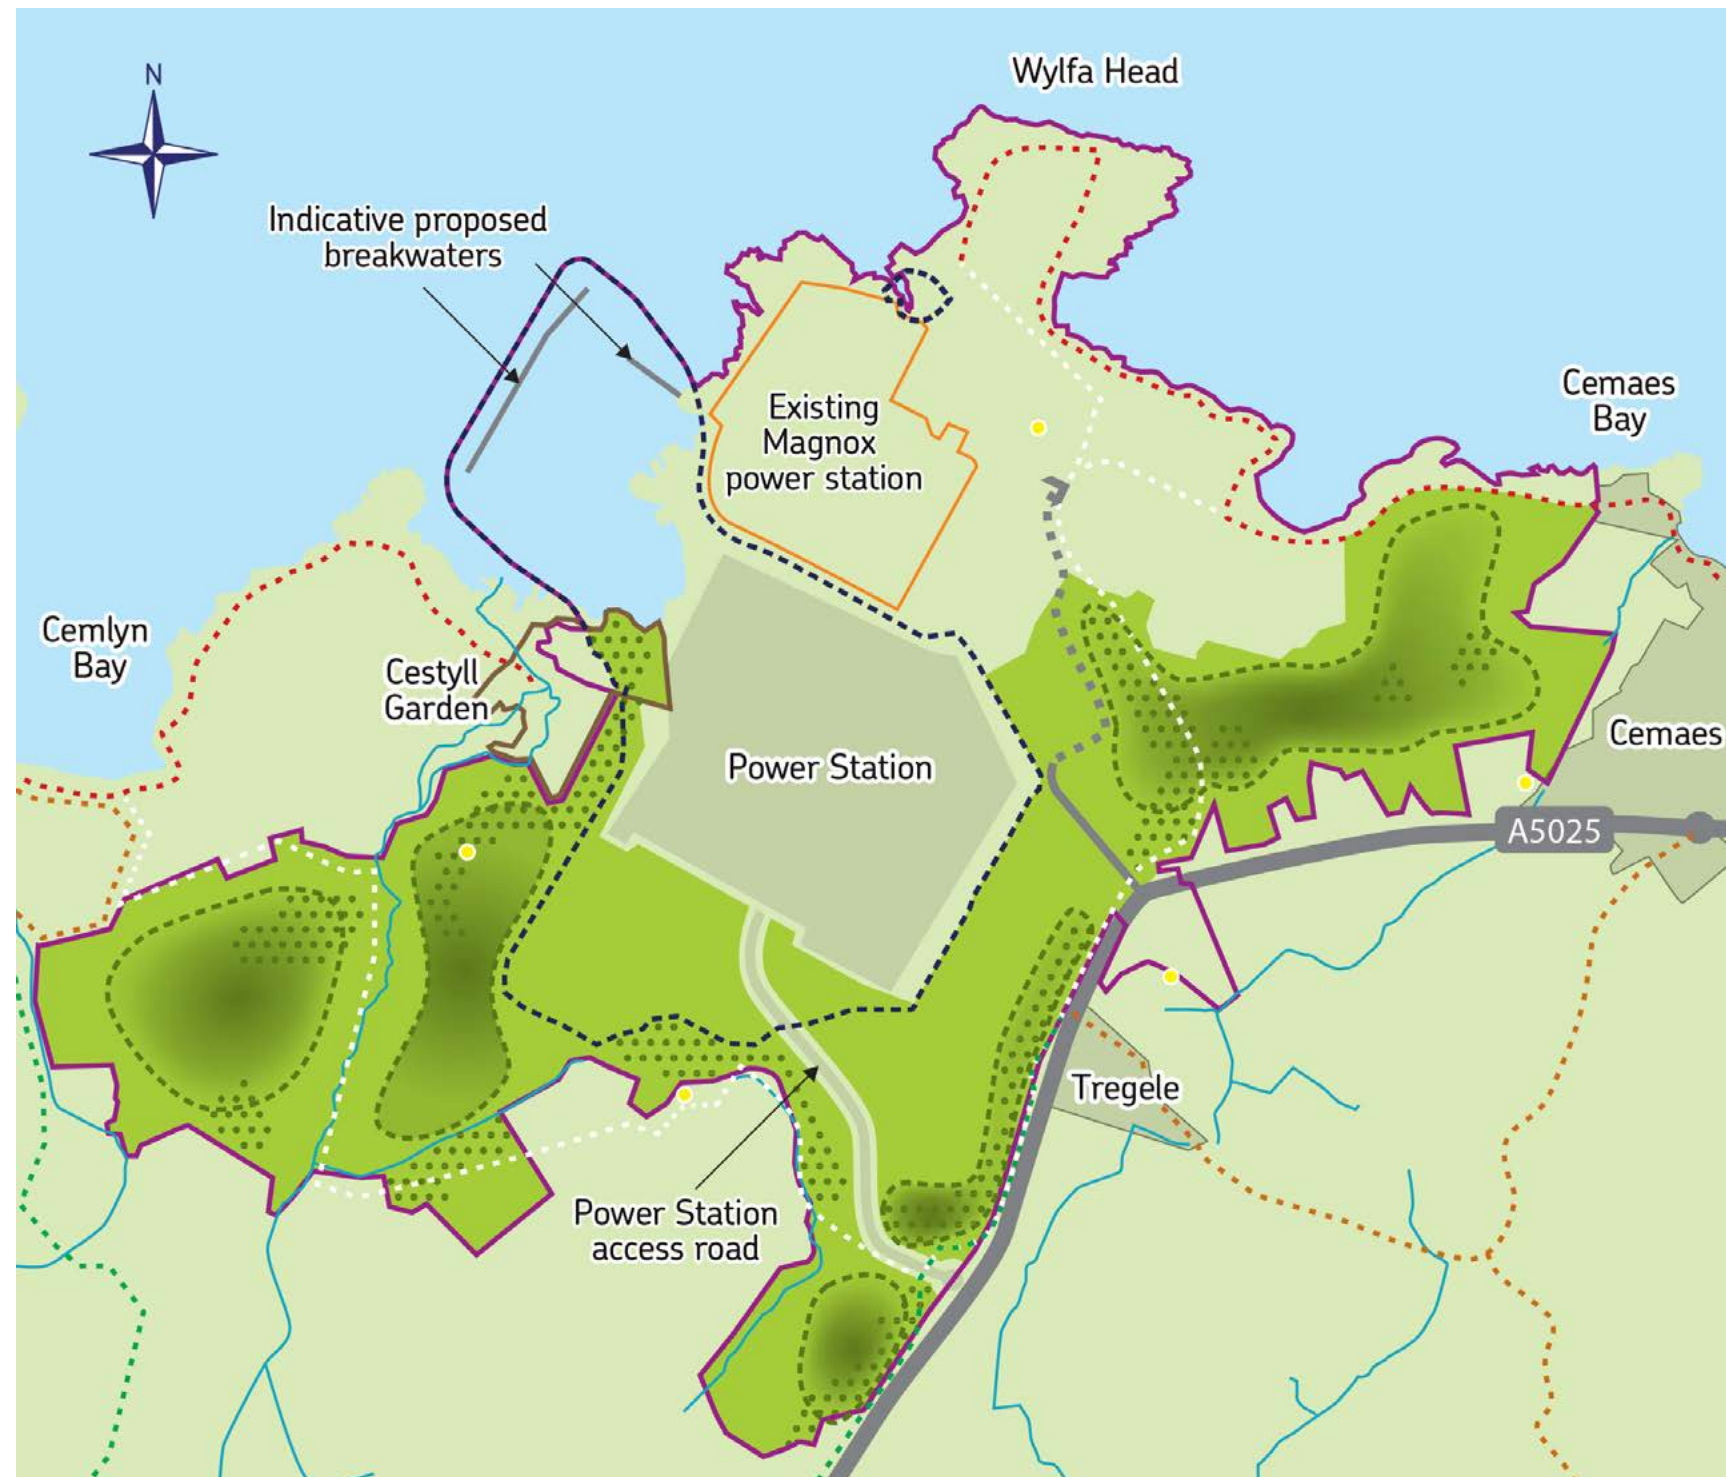 Wylfa Head
N
Indicative proposed
breakwaters
Cemaes
Bay
Existing
Magnox
power station
Cemlyn
Bay
Cestyll
Garden
Power Station
Cemaes
A5025
Tregele
Power Station
access road